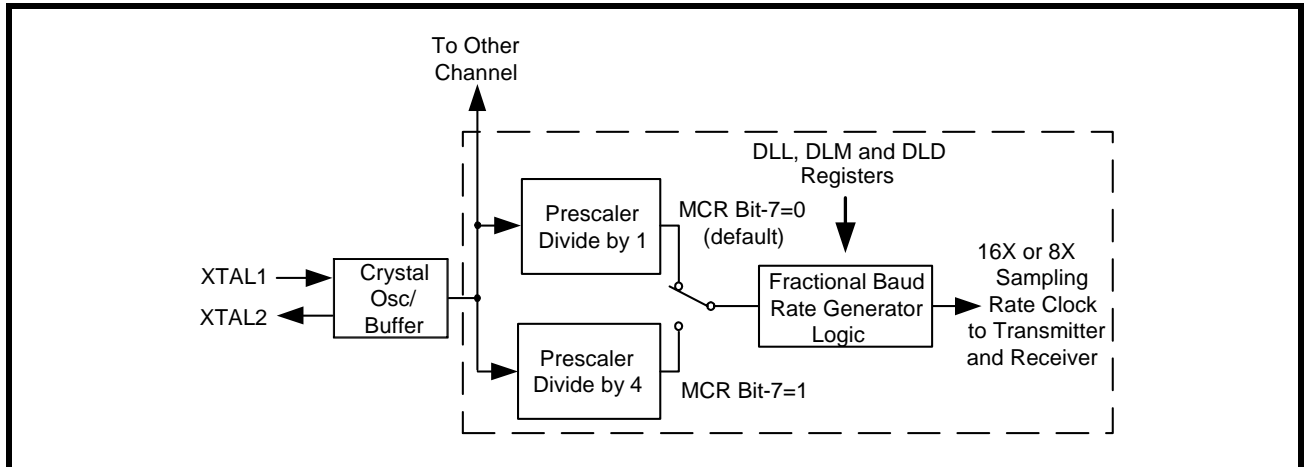 To Other
Channel
DLL, DLM and DLD
Registers
Prescaler
Divide by 1
MCR Bit-7=0
(default)
XTAL1
XTAL2
Crystal
Osc/
Buffer
Fractional Baud
Rate Generator
Logic
16X or 8X
Sampling
Rate Clock
to Transmitter
and Receiver
Prescaler
Divide by 4
MCR Bit-7=1